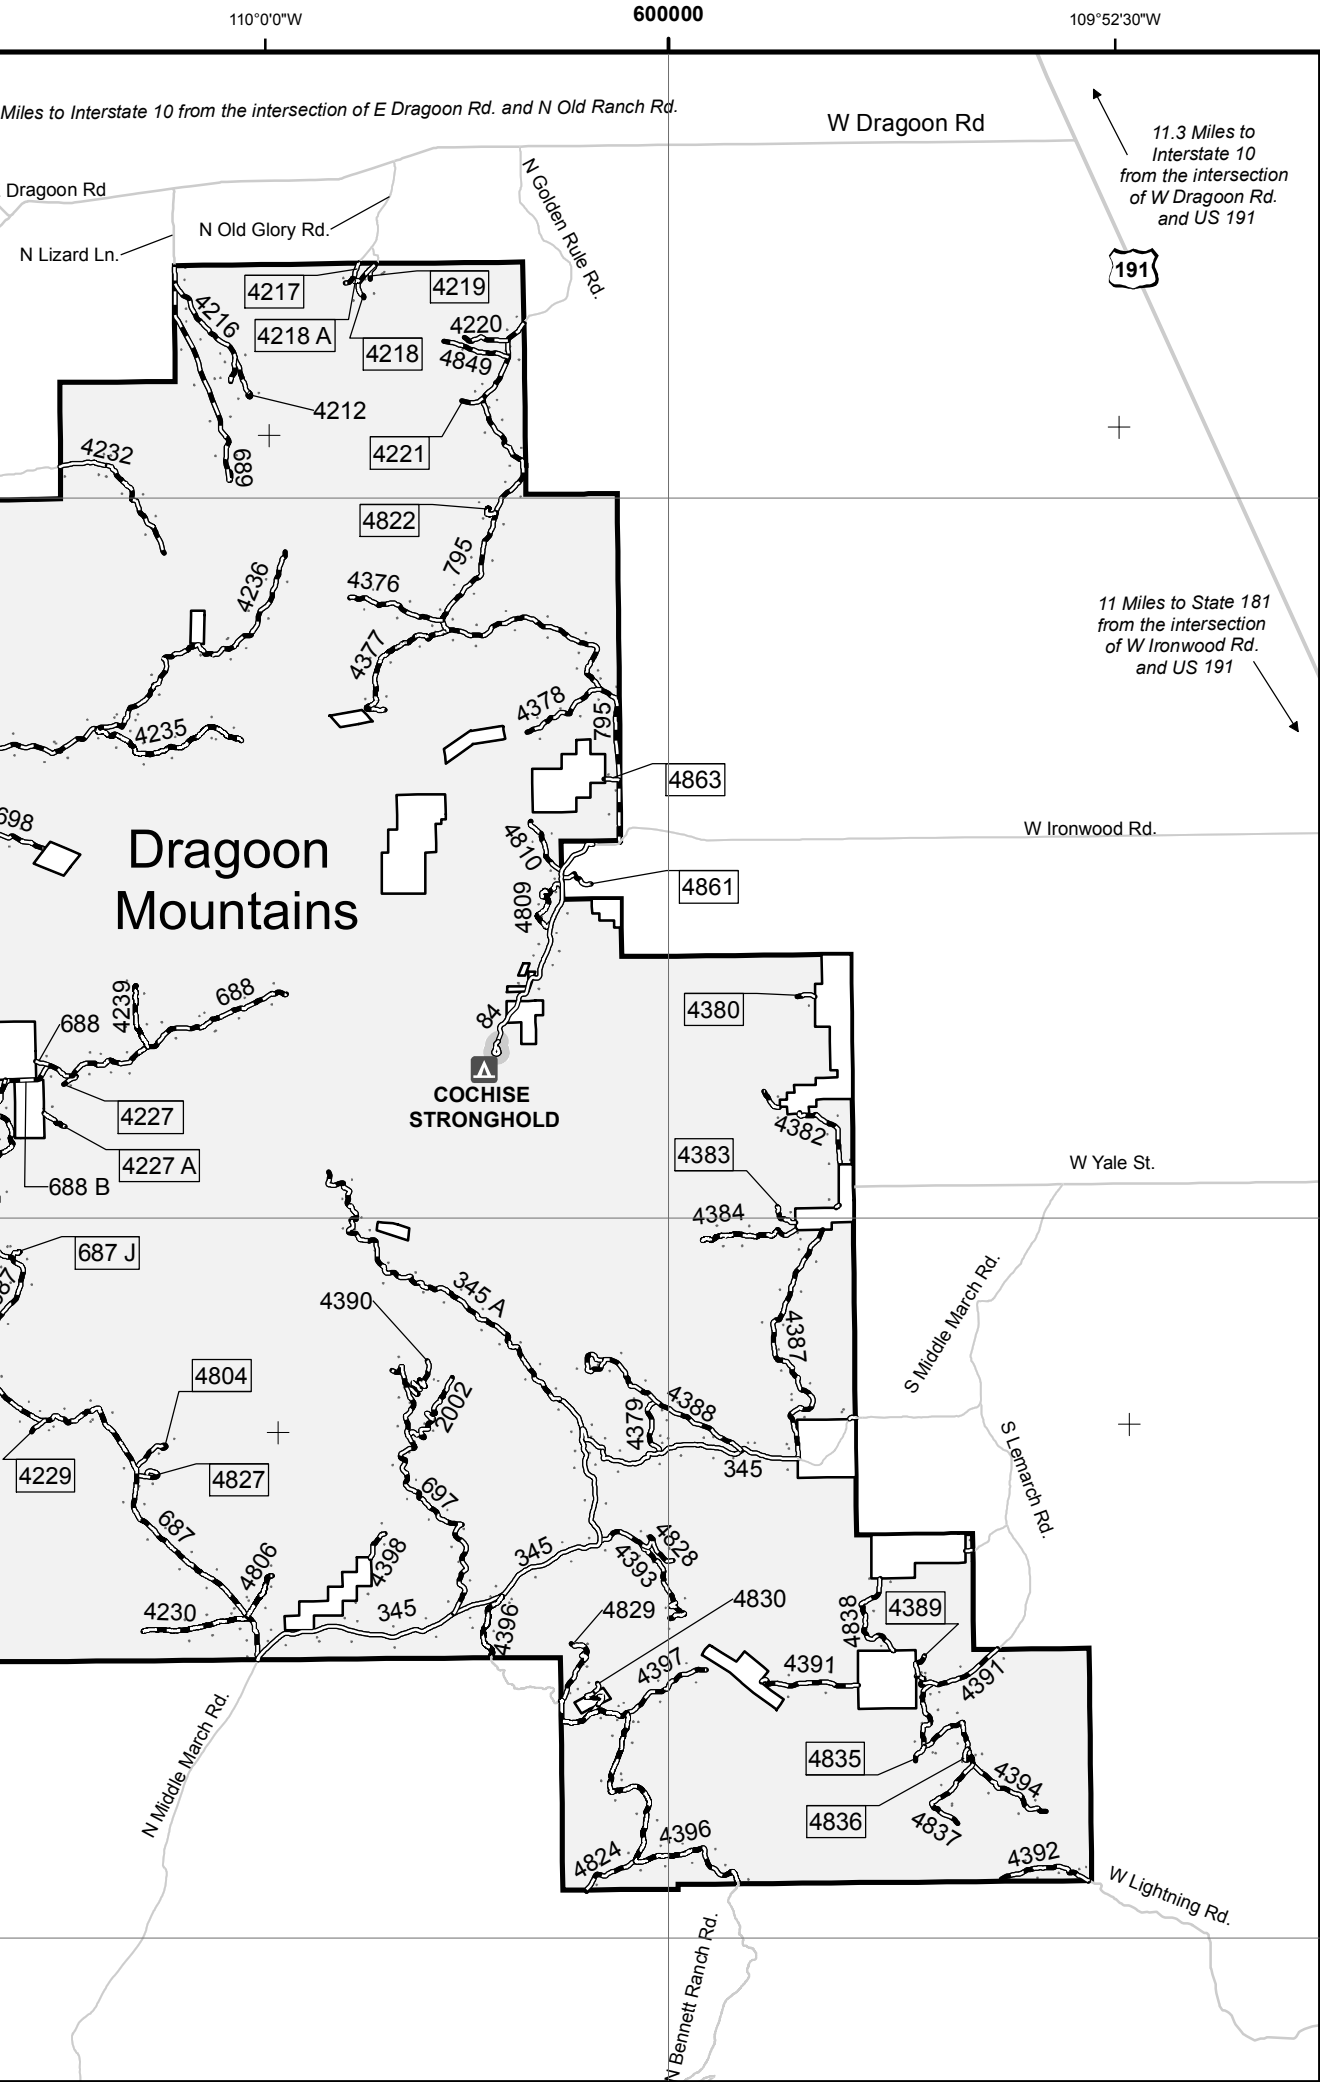 110°0'0"W
600000
109°52'30"W
Miles to Interstate 10 from the intersection of E Dragoon Rd. and N Old Ranch Rd.
W Dragoon Rd
11.3 Miles to
Interstate 10
from the intersection
of W Dragoon Rd.
and US 191
Dragoon Rd
N Old Glory Rd.
N Golden Rule Rd.
N Lizard Ln.
191
4217
4219
4216
4218 A
4218
4220
4849
4212
4221
4232
689
4822
795
4236
4376
4377
11 Miles to State 181
from the intersection
of W Ironwood Rd.
and US 191
4378
795
4235
4863
698
Dragoon
Mountains
4810
W Ironwood Rd.
4861
4809
4239
688
688
84
4380
COCHISE
STRONGHOLD
4227
4382
4227 A
688 B
4383
W Yale St.
4384
687 J
345 A
4390
4387
S Middle March Rd.
4804
2002
4388
4379
4229
4827
345
S Lemarch Rd.
697
687
4806
4398
345
4828
4393
4230
345
4396
4829
4830
4838
4389
4397
4391
4391
N Middle March Rd.
4835
4394
4836
4837
4824
4396
4392
W Lightning Rd.
N Bennett Ranch Rd.